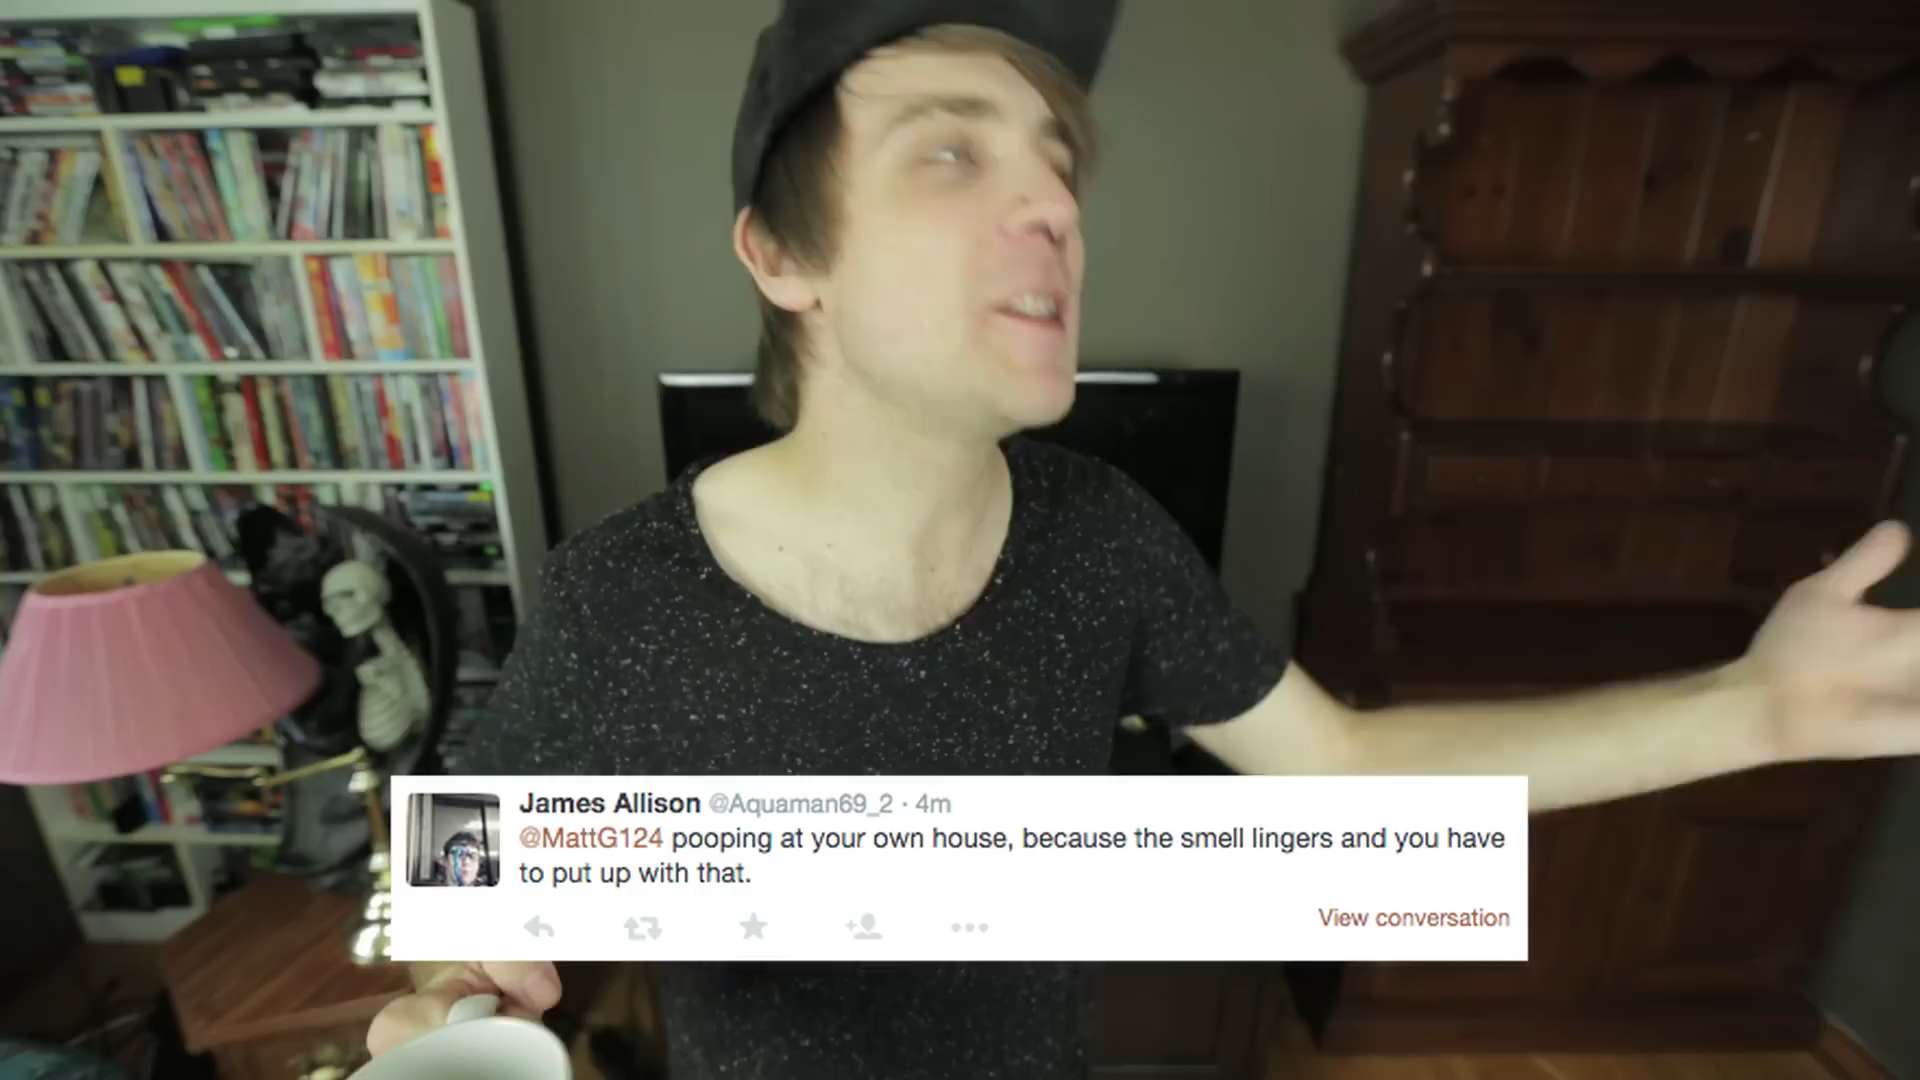 James Allison @Aquaman69_2 · 4m
@MattG124 pooping at your own house, because the smell lingers and you have
to put up with that.
View conversation